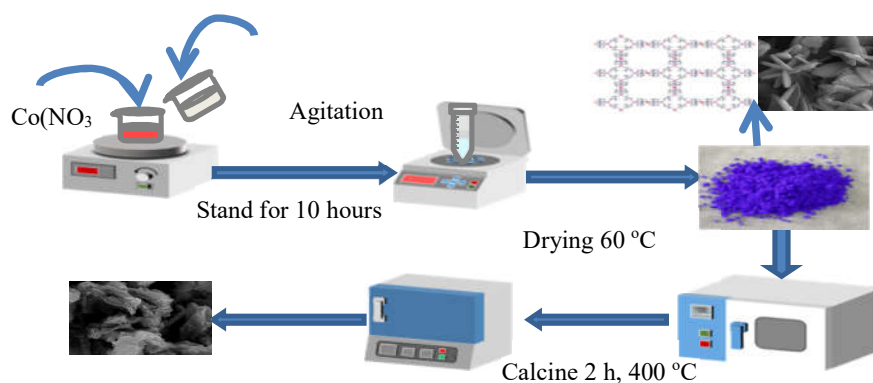 Co(NO₃
Agitation
Stand for 10 hours
Drying 60 ºC
Calcine 2 h, 400 ºC